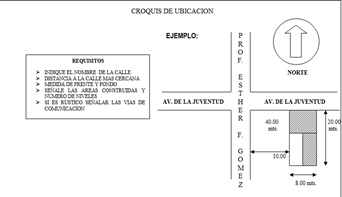 CROQUIS DE UBICACION
EJEMPLO:
REQUISITOS
INDIQUE EL NOMBRE DE LA CALLE
DISTANCIA A LA CALLE MAS CERCANA
MEDIDA DE FRENTE Y FONDO
SEÑALE LAS AREAS CONSTRUIDAS Y
NUMERO DE NIVELES
SI ES RUSTICO SEÑALAR LAS VIAS DE
COMUNICACIÓN
PROF. ESTHER F. GOMEZ
NORTE
AV. DE LA JUVENTUD
AV. DE LA JUVENTUD
40.00
mts.
20.00
mts.
10.00
8.00 mts.